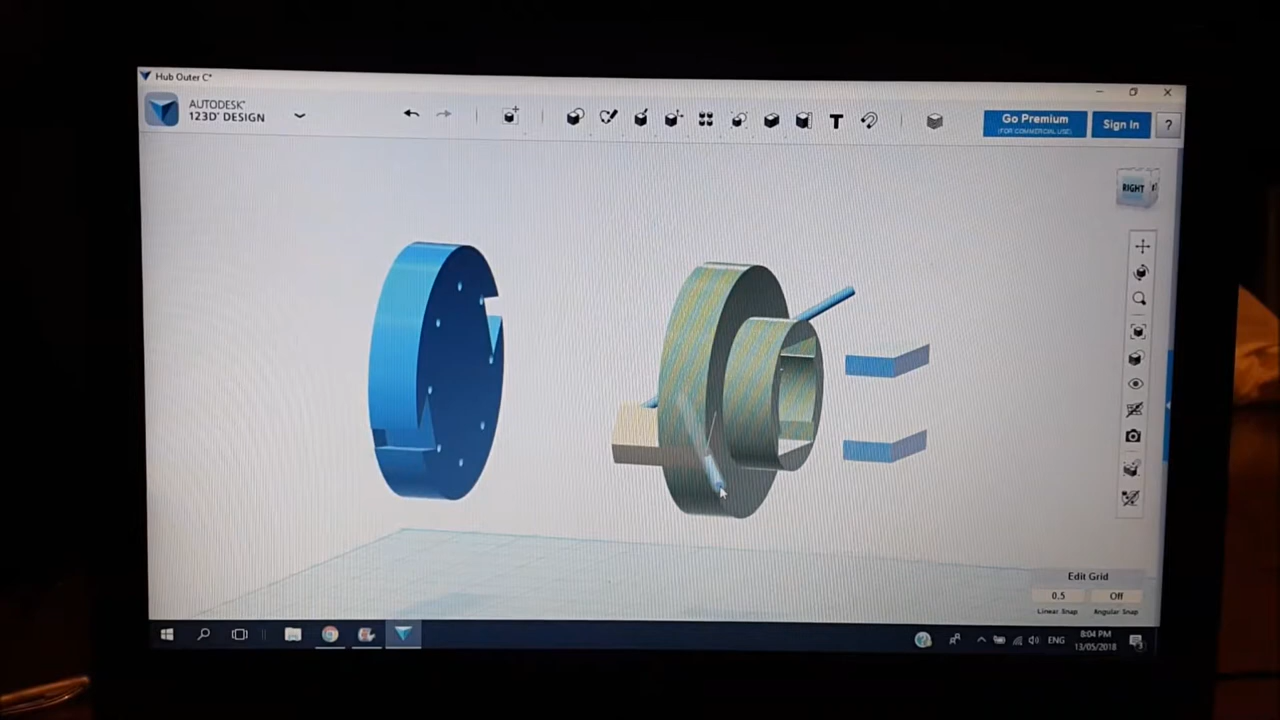 Hub Outer C*
AUTODESK®
123D® DESIGN
Go Premium
(FOR COMMERCIAL USE)
Sign In
?
RIGHT
T
Edit Grid
0.5
Off
Linear Snap
Angular Snap
ENG
8:04 PM
13/05/2018